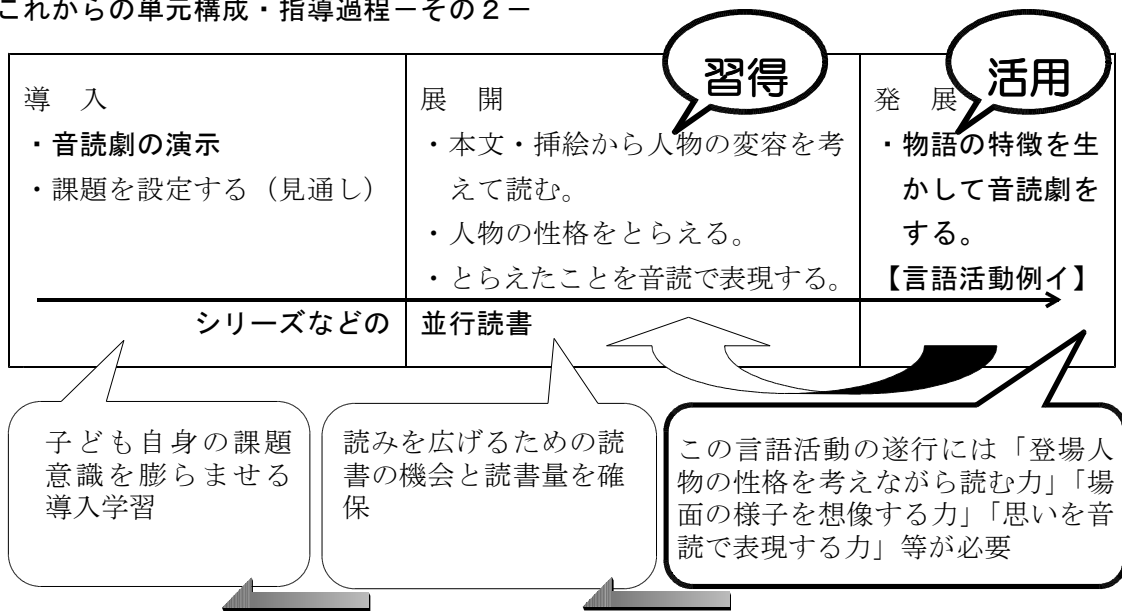 これからの単元構成・指導過程－その２－
習得
活用
導　入
・音読劇の演示
・課題を設定する（見通し）
展　開
・本文・挿絵から人物の変容を考
えて読む。
・人物の性格をとらえる。
・とらえたことを音読で表現する。
発　展
・物語の特徴を生
かして音読劇を
する。
【言語活動例イ】
シリーズなどの　並行読書
子ども自身の課題
意識を膨らませる
導入学習
読みを広げるための読
書の機会と読書量を確
保
この言語活動の遂行には「登場人
物の性格を考えながら読む力」「場
面の様子を想像する力」「思いを音
読で表現する力」等が必要